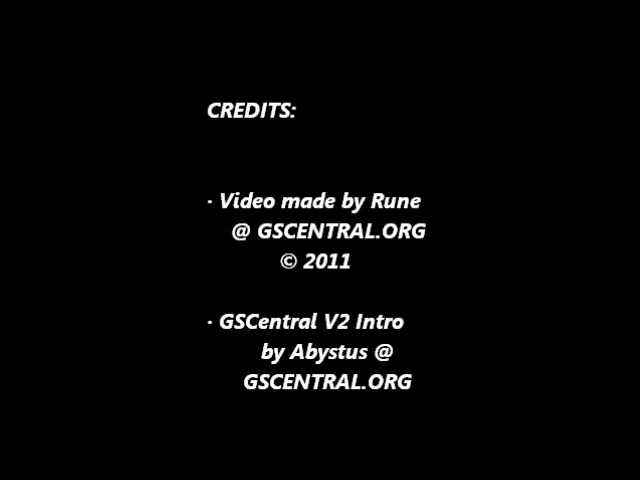 CREDITS:
· Video made by Rune
@ GSCENTRAL.ORG
© 2011
· GSCentral V2 Intro
by Abystus @
GSCENTRAL.ORG